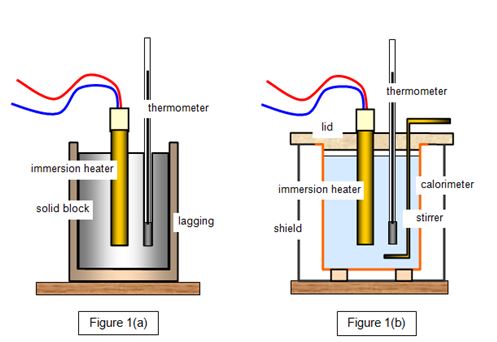 thermometer
immersion heater
solid block
lagging
Figure 1(a)
thermometer
lid
immersion heater
calorimeter
stirrer
shield
Figure 1(b)